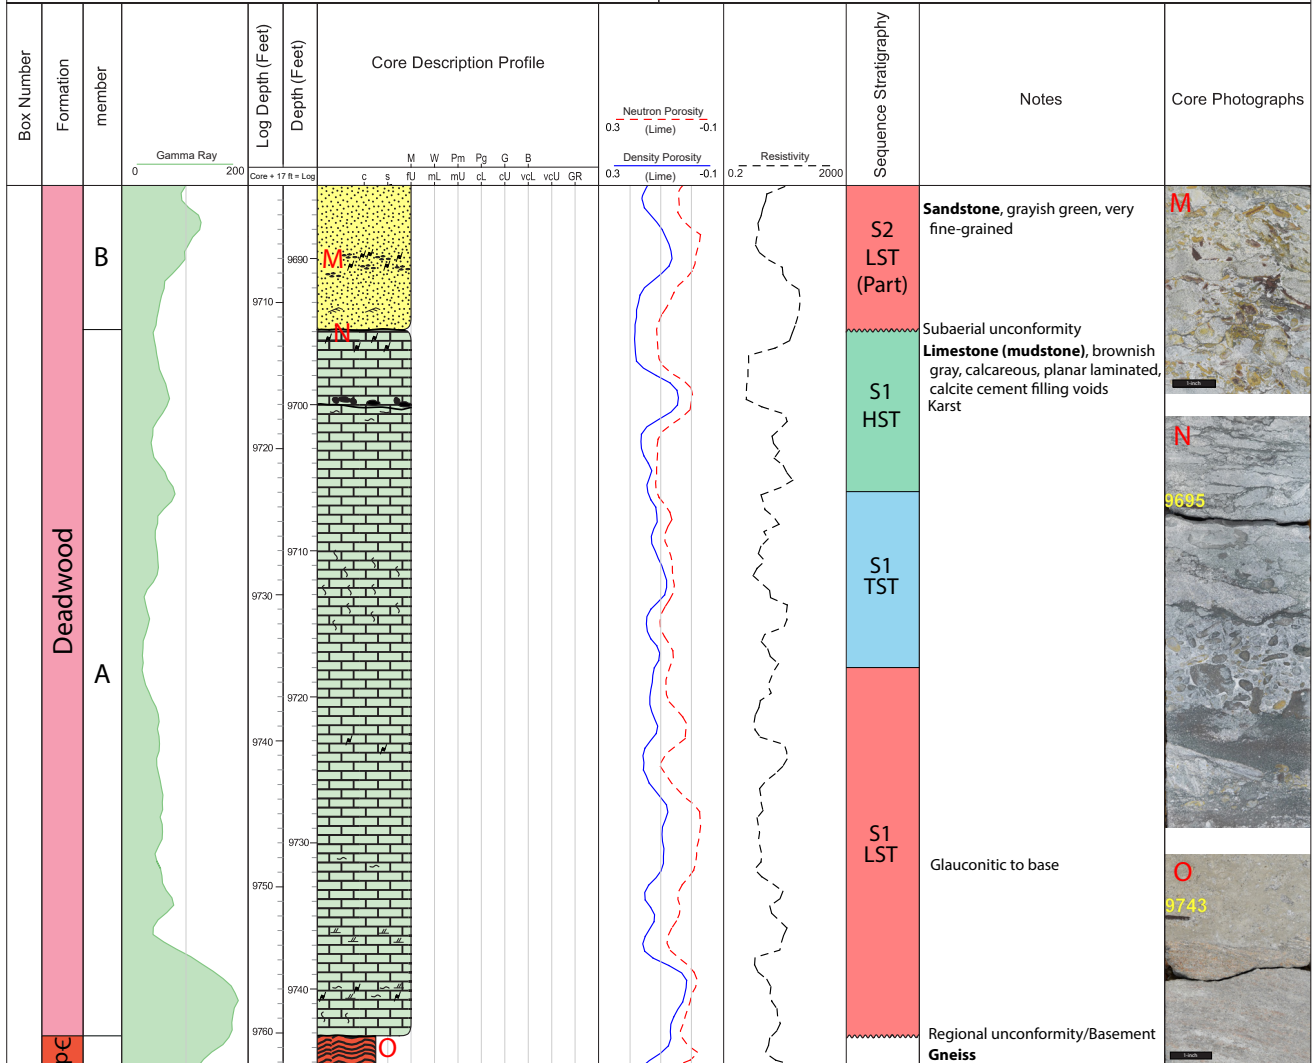 Box Number
Formation
member
Gamma Ray
0 200
Log Depth (Feet)
Depth (Feet)
Core + 17 ft = Log
Core Description Profile
M W Pm Pg G B
c s fU mL mU cL cU vcL vcU GR
Neutron Porosity
0.3 (Lime) -0.1
Density Porosity
0.3 (Lime) -0.1
Resistivity
0.2 2000
Sequence Stratigraphy
Notes
Core Photographs
Deadwood
pЄ
B
A
9710
9720
9730
9740
9750
9760
9690
9700
9710
9720
9730
9740
M
N
O
S2
LST
(Part)
S1
HST
S1
TST
S1
LST
Sandstone, grayish green, very
fine-grained
Subaerial unconformity
Limestone (mudstone), brownish
gray, calcareous, planar laminated,
calcite cement filling voids
Karst
Glauconitic to base
Regional unconformity/Basement
Gneiss
M
1-inch
N
9695
O
9743
1-inch